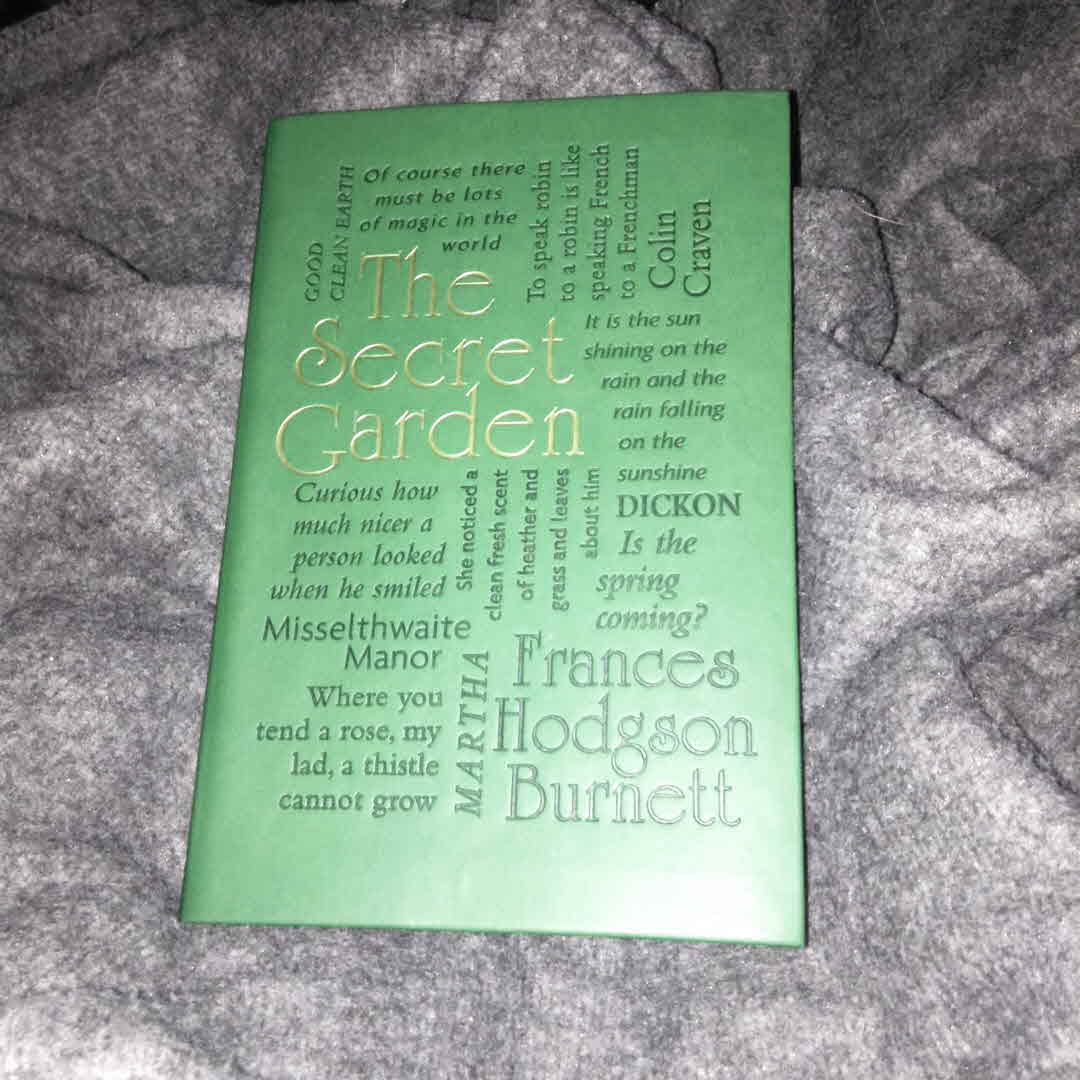 GOOD
CLEAN EARTH
Of course there
must be lots
of magic in the
world
To speak robin
to a robin is like
speaking French
to a Frenchman
Colin
Craven
The
Secret
Garden
It is the sun
shining on the
rain and the
rain falling
on the
sunshine
Curious how
much nicer a
person looked
when he smiled
She noticed a
clean fresh scent
of heather and
grass and leaves
about him
DICKON
Is the
spring
coming?
Misselthwaite
Manor
Where you
tend a rose, my
lad, a thistle
cannot grow
MARTHA
Frances
Hodgson
Burnett